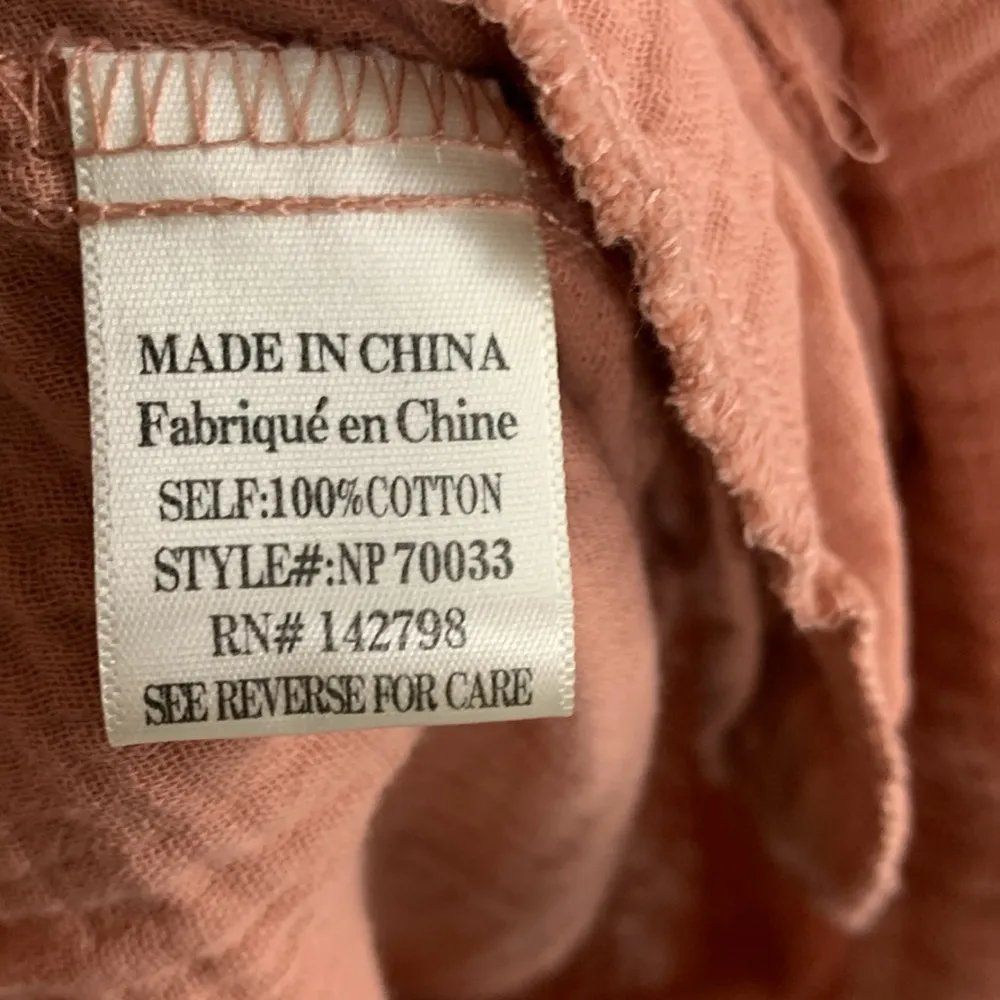 MADE IN CHINA
Fabriqué en Chine
SELF:100%COTTON
STYLE#:NP 70033
RN# 142798
SEE REVERSE FOR CARE